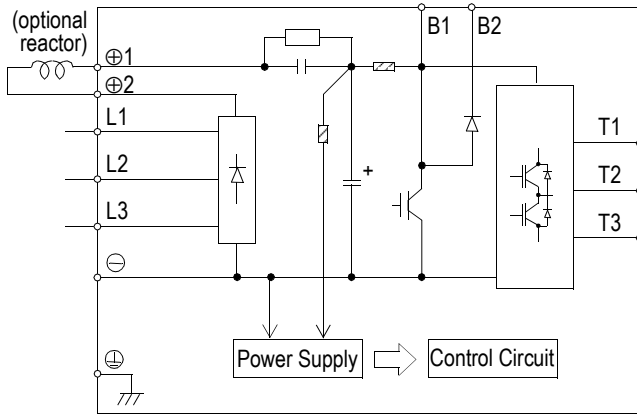 (optional
reactor)
⊕1
⊕2
L1
L2
L3
⊖
B1 B2
+
T1
T2
T3
Power Supply
Control Circuit